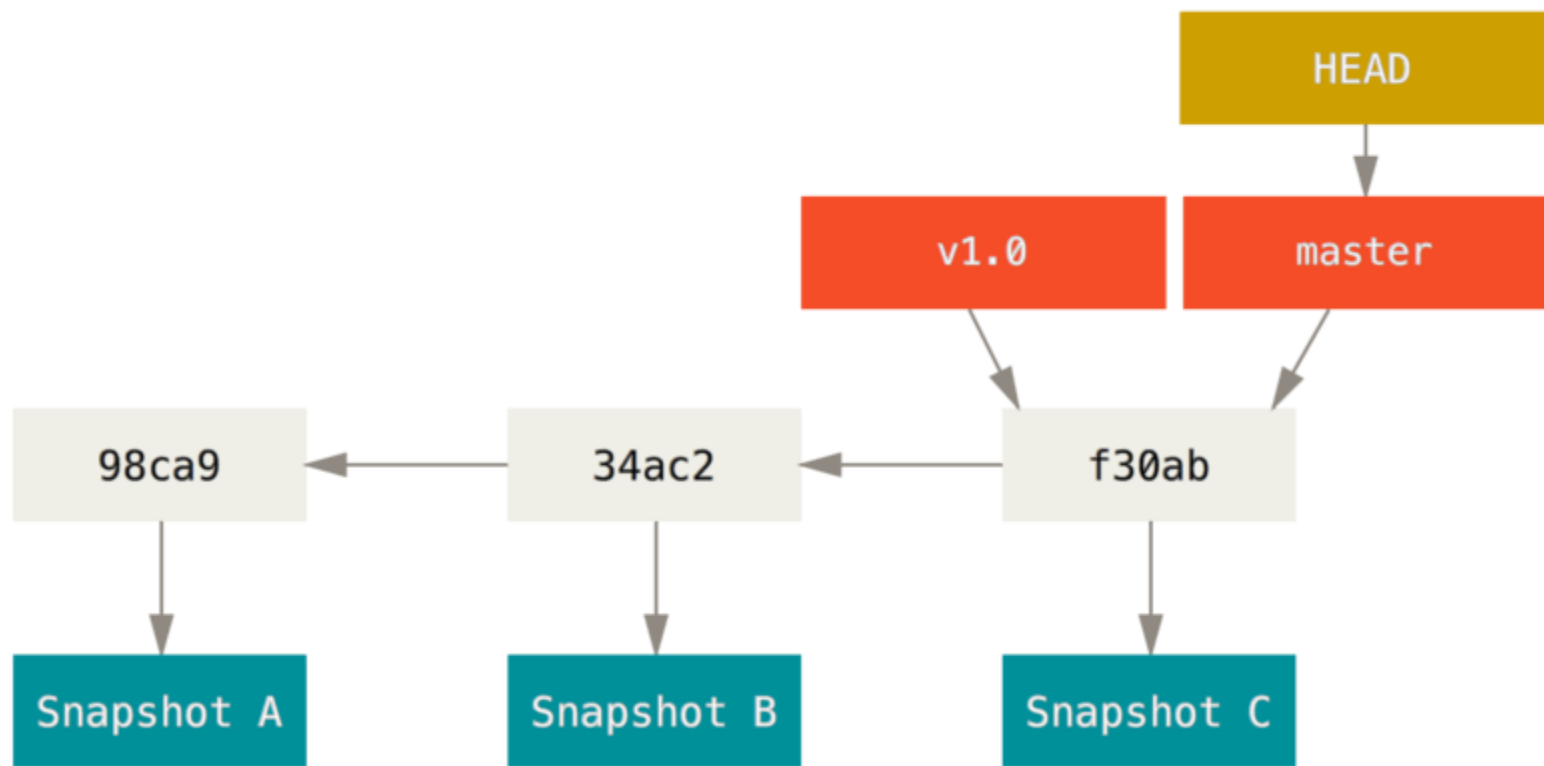 HEAD
v1.0
master
98ca9
34ac2
f30ab
Snapshot A
Snapshot B
Snapshot C